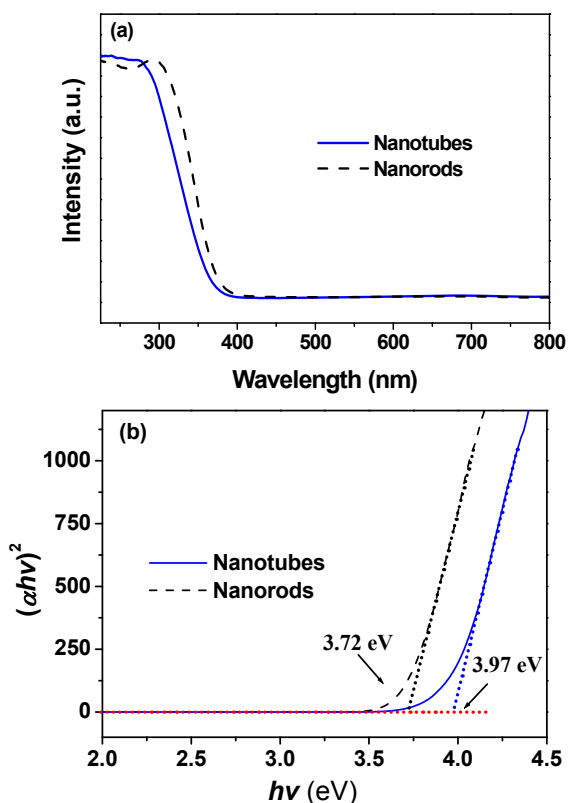 (a)
Intensity (a.u.)
Nanotubes
Nanorods
300 400 500 600 700 800
Wavelength (nm)
(b)
1000
750
500
250
0
(αhν)²
Nanotubes
Nanorods
3.72 eV
3.97 eV
2.0 2.5 3.0 3.5 4.0 4.5
hν (eV)